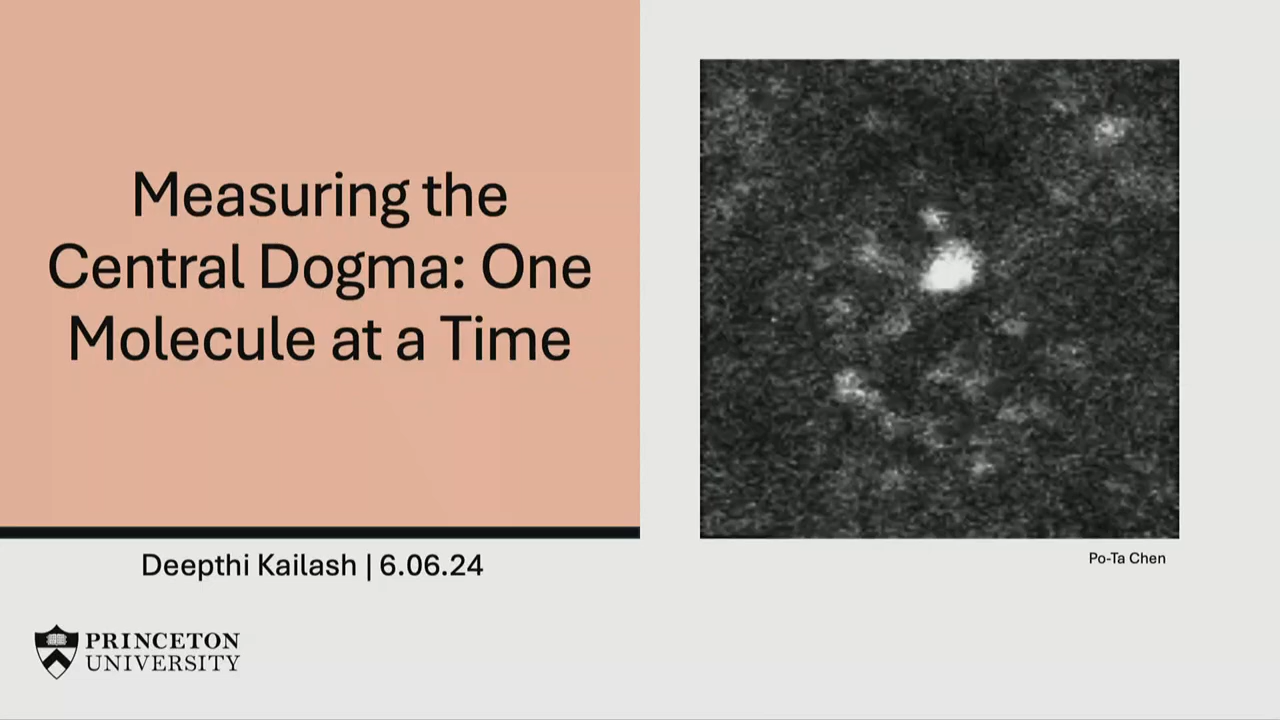 Measuring the
Central Dogma: One
Molecule at a Time
Deepthi Kailash | 6.06.24
Po-Ta Chen
PRINCETON
UNIVERSITY